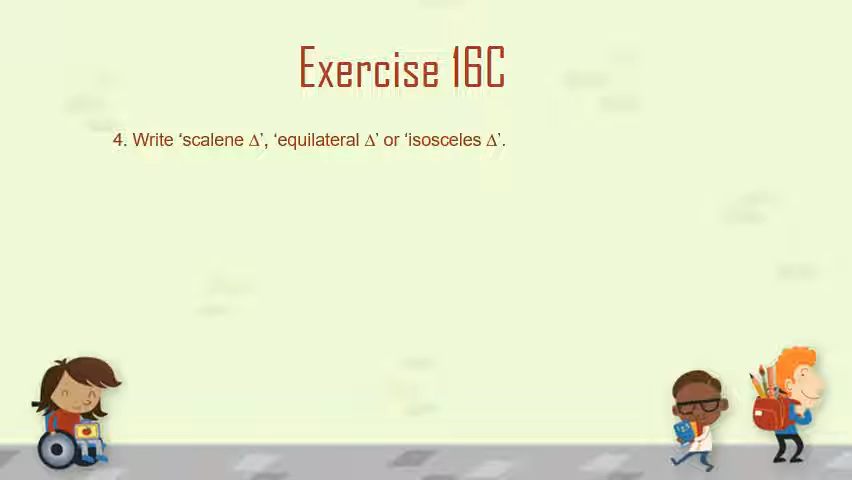 Exercise 16C
4. Write ‘scalene ∆’, ‘equilateral ∆’ or ‘isosceles ∆’.